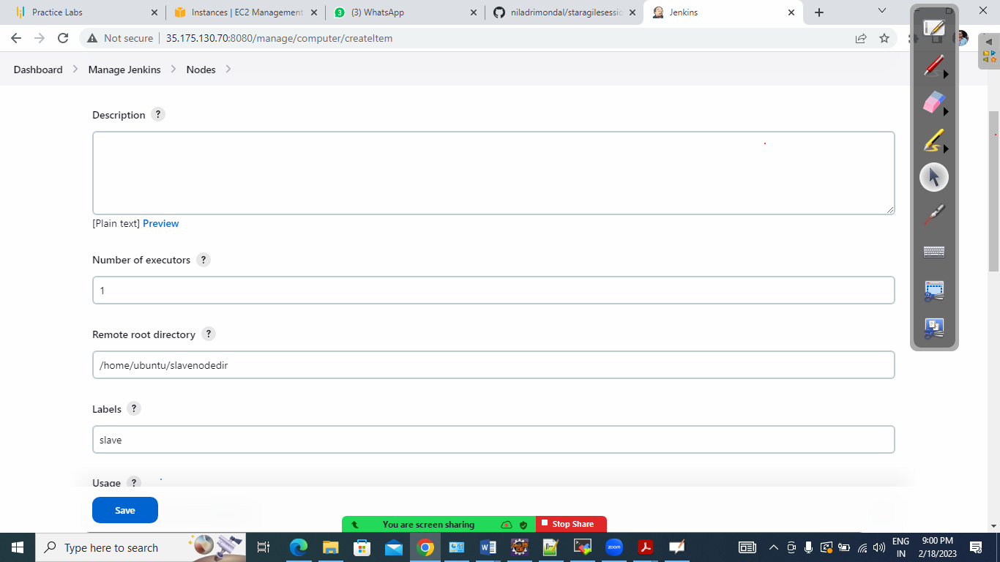 Practice Labs
Instances | EC2 Management
(3) WhatsApp
niladrimondal/staragilesessio
Jenkins
Not secure
35.175.130.70:8080/manage/computer/createItem
Dashboard
Manage Jenkins
Nodes
Description ?
[Plain text] Preview
Number of executors ?
1
Remote root directory ?
/home/ubuntu/slavenodedir
Labels ?
slave
Usage ?
Save
You are screen sharing
Stop Share
Type here to search
zoom
ENG
IN
9:00 PM
2/18/2023